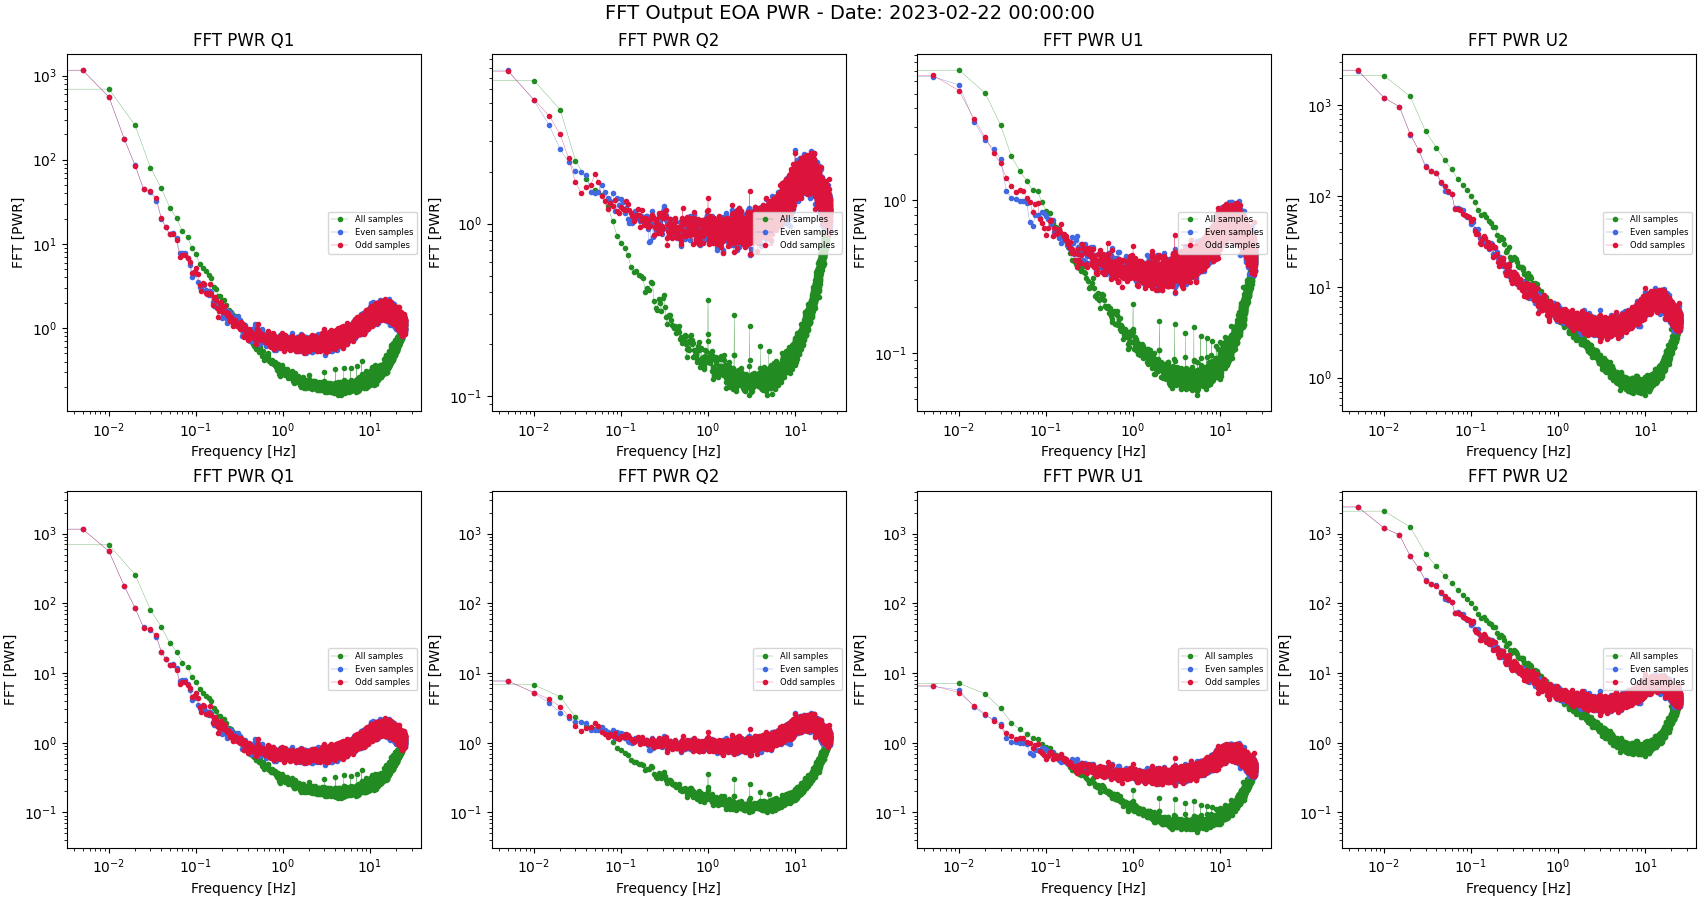 FFT Output EOA PWR - Date: 2023-02-22 00:00:00
FFT PWR Q1
FFT [PWR]
10³
10²
10¹
10⁰
All samples
Even samples
Odd samples
10⁻² 10⁻¹ 10⁰ 10¹
Frequency [Hz]
FFT PWR Q2
FFT [PWR]
10⁰
10⁻¹
All samples
Even samples
Odd samples
10⁻² 10⁻¹ 10⁰ 10¹
Frequency [Hz]
FFT PWR U1
FFT [PWR]
10⁰
10⁻¹
All samples
Even samples
Odd samples
10⁻² 10⁻¹ 10⁰ 10¹
Frequency [Hz]
FFT PWR U2
FFT [PWR]
10³
10²
10¹
10⁰
All samples
Even samples
Odd samples
10⁻² 10⁻¹ 10⁰ 10¹
Frequency [Hz]
FFT PWR Q1
FFT [PWR]
10³
10²
10¹
10⁰
10⁻¹
All samples
Even samples
Odd samples
10⁻² 10⁻¹ 10⁰ 10¹
Frequency [Hz]
FFT PWR Q2
FFT [PWR]
10³
10²
10¹
10⁰
10⁻¹
All samples
Even samples
Odd samples
10⁻² 10⁻¹ 10⁰ 10¹
Frequency [Hz]
FFT PWR U1
FFT [PWR]
10³
10²
10¹
10⁰
10⁻¹
All samples
Even samples
Odd samples
10⁻² 10⁻¹ 10⁰ 10¹
Frequency [Hz]
FFT PWR U2
FFT [PWR]
10³
10²
10¹
10⁰
10⁻¹
All samples
Even samples
Odd samples
10⁻² 10⁻¹ 10⁰ 10¹
Frequency [Hz]